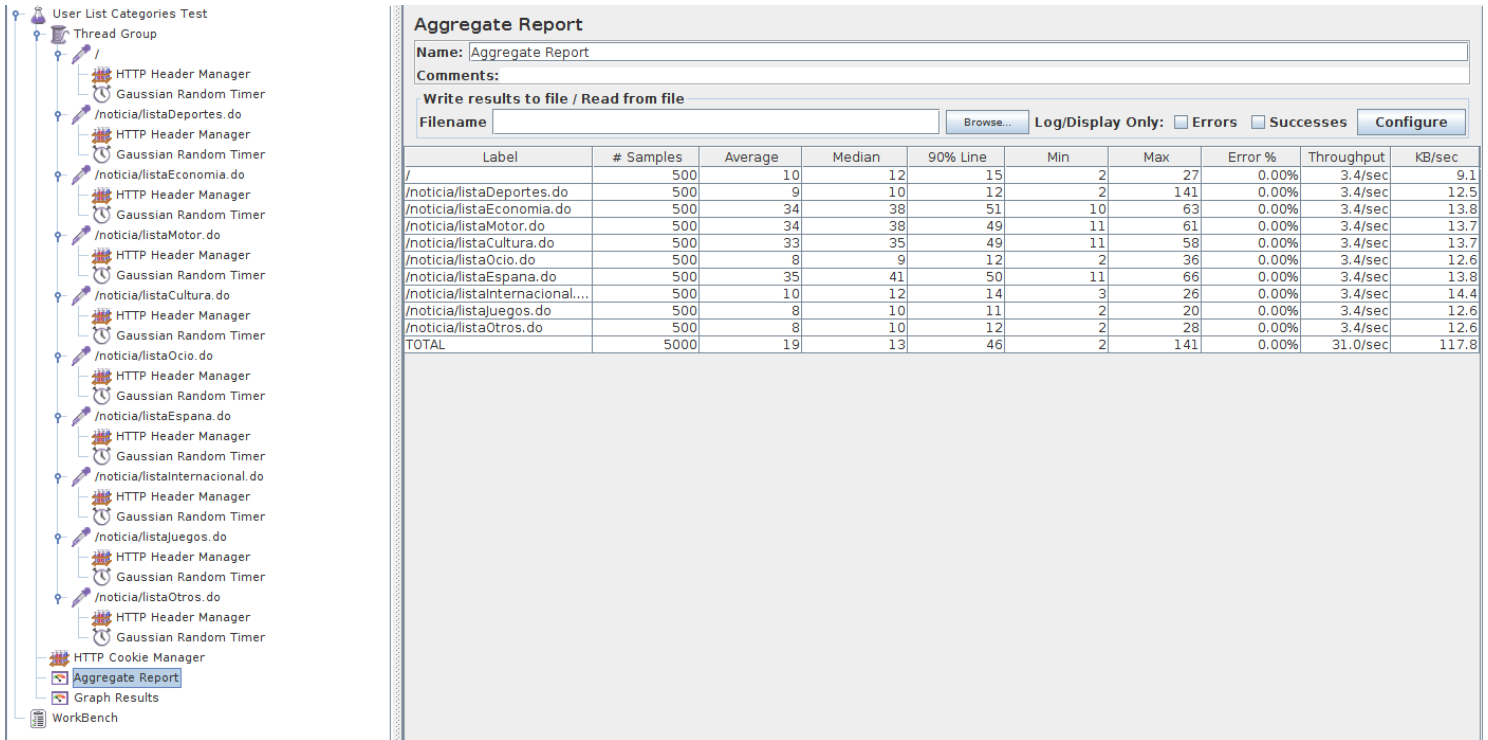 User List Categories Test
Thread Group
/
HTTP Header Manager
Gaussian Random Timer
/noticia/listaDeportes.do
HTTP Header Manager
Gaussian Random Timer
/noticia/listaEconomia.do
HTTP Header Manager
Gaussian Random Timer
/noticia/listaMotor.do
HTTP Header Manager
Gaussian Random Timer
/noticia/listaCultura.do
HTTP Header Manager
Gaussian Random Timer
/noticia/listaOcio.do
HTTP Header Manager
Gaussian Random Timer
/noticia/listaEspana.do
HTTP Header Manager
Gaussian Random Timer
/noticia/listaInternacional.do
HTTP Header Manager
Gaussian Random Timer
/noticia/listaJuegos.do
HTTP Header Manager
Gaussian Random Timer
/noticia/listaOtros.do
HTTP Header Manager
Gaussian Random Timer
HTTP Cookie Manager
Aggregate Report
Graph Results
WorkBench
Aggregate Report
Name: Aggregate Report
Comments:
Write results to file / Read from file
Filename Browse... Log/Display Only: Errors Successes Configure
Label # Samples Average Median 90% Line Min Max Error % Throughput KB/sec
/ 500 10 12 15 2 27 0.00% 3.4/sec 9.1
/noticia/listaDeportes.do 500 9 10 12 2 141 0.00% 3.4/sec 12.5
/noticia/listaEconomia.do 500 34 38 51 10 63 0.00% 3.4/sec 13.8
/noticia/listaMotor.do 500 34 38 49 11 61 0.00% 3.4/sec 13.7
/noticia/listaCultura.do 500 33 35 49 11 58 0.00% 3.4/sec 13.7
/noticia/listaOcio.do 500 8 9 12 2 36 0.00% 3.4/sec 12.6
/noticia/listaEspana.do 500 35 41 50 11 66 0.00% 3.4/sec 13.8
/noticia/listaInternacional.... 500 10 12 14 3 26 0.00% 3.4/sec 14.4
/noticia/listaJuegos.do 500 8 10 11 2 20 0.00% 3.4/sec 12.6
/noticia/listaOtros.do 500 8 10 12 2 28 0.00% 3.4/sec 12.6
TOTAL 5000 19 13 46 2 141 0.00% 31.0/sec 117.8